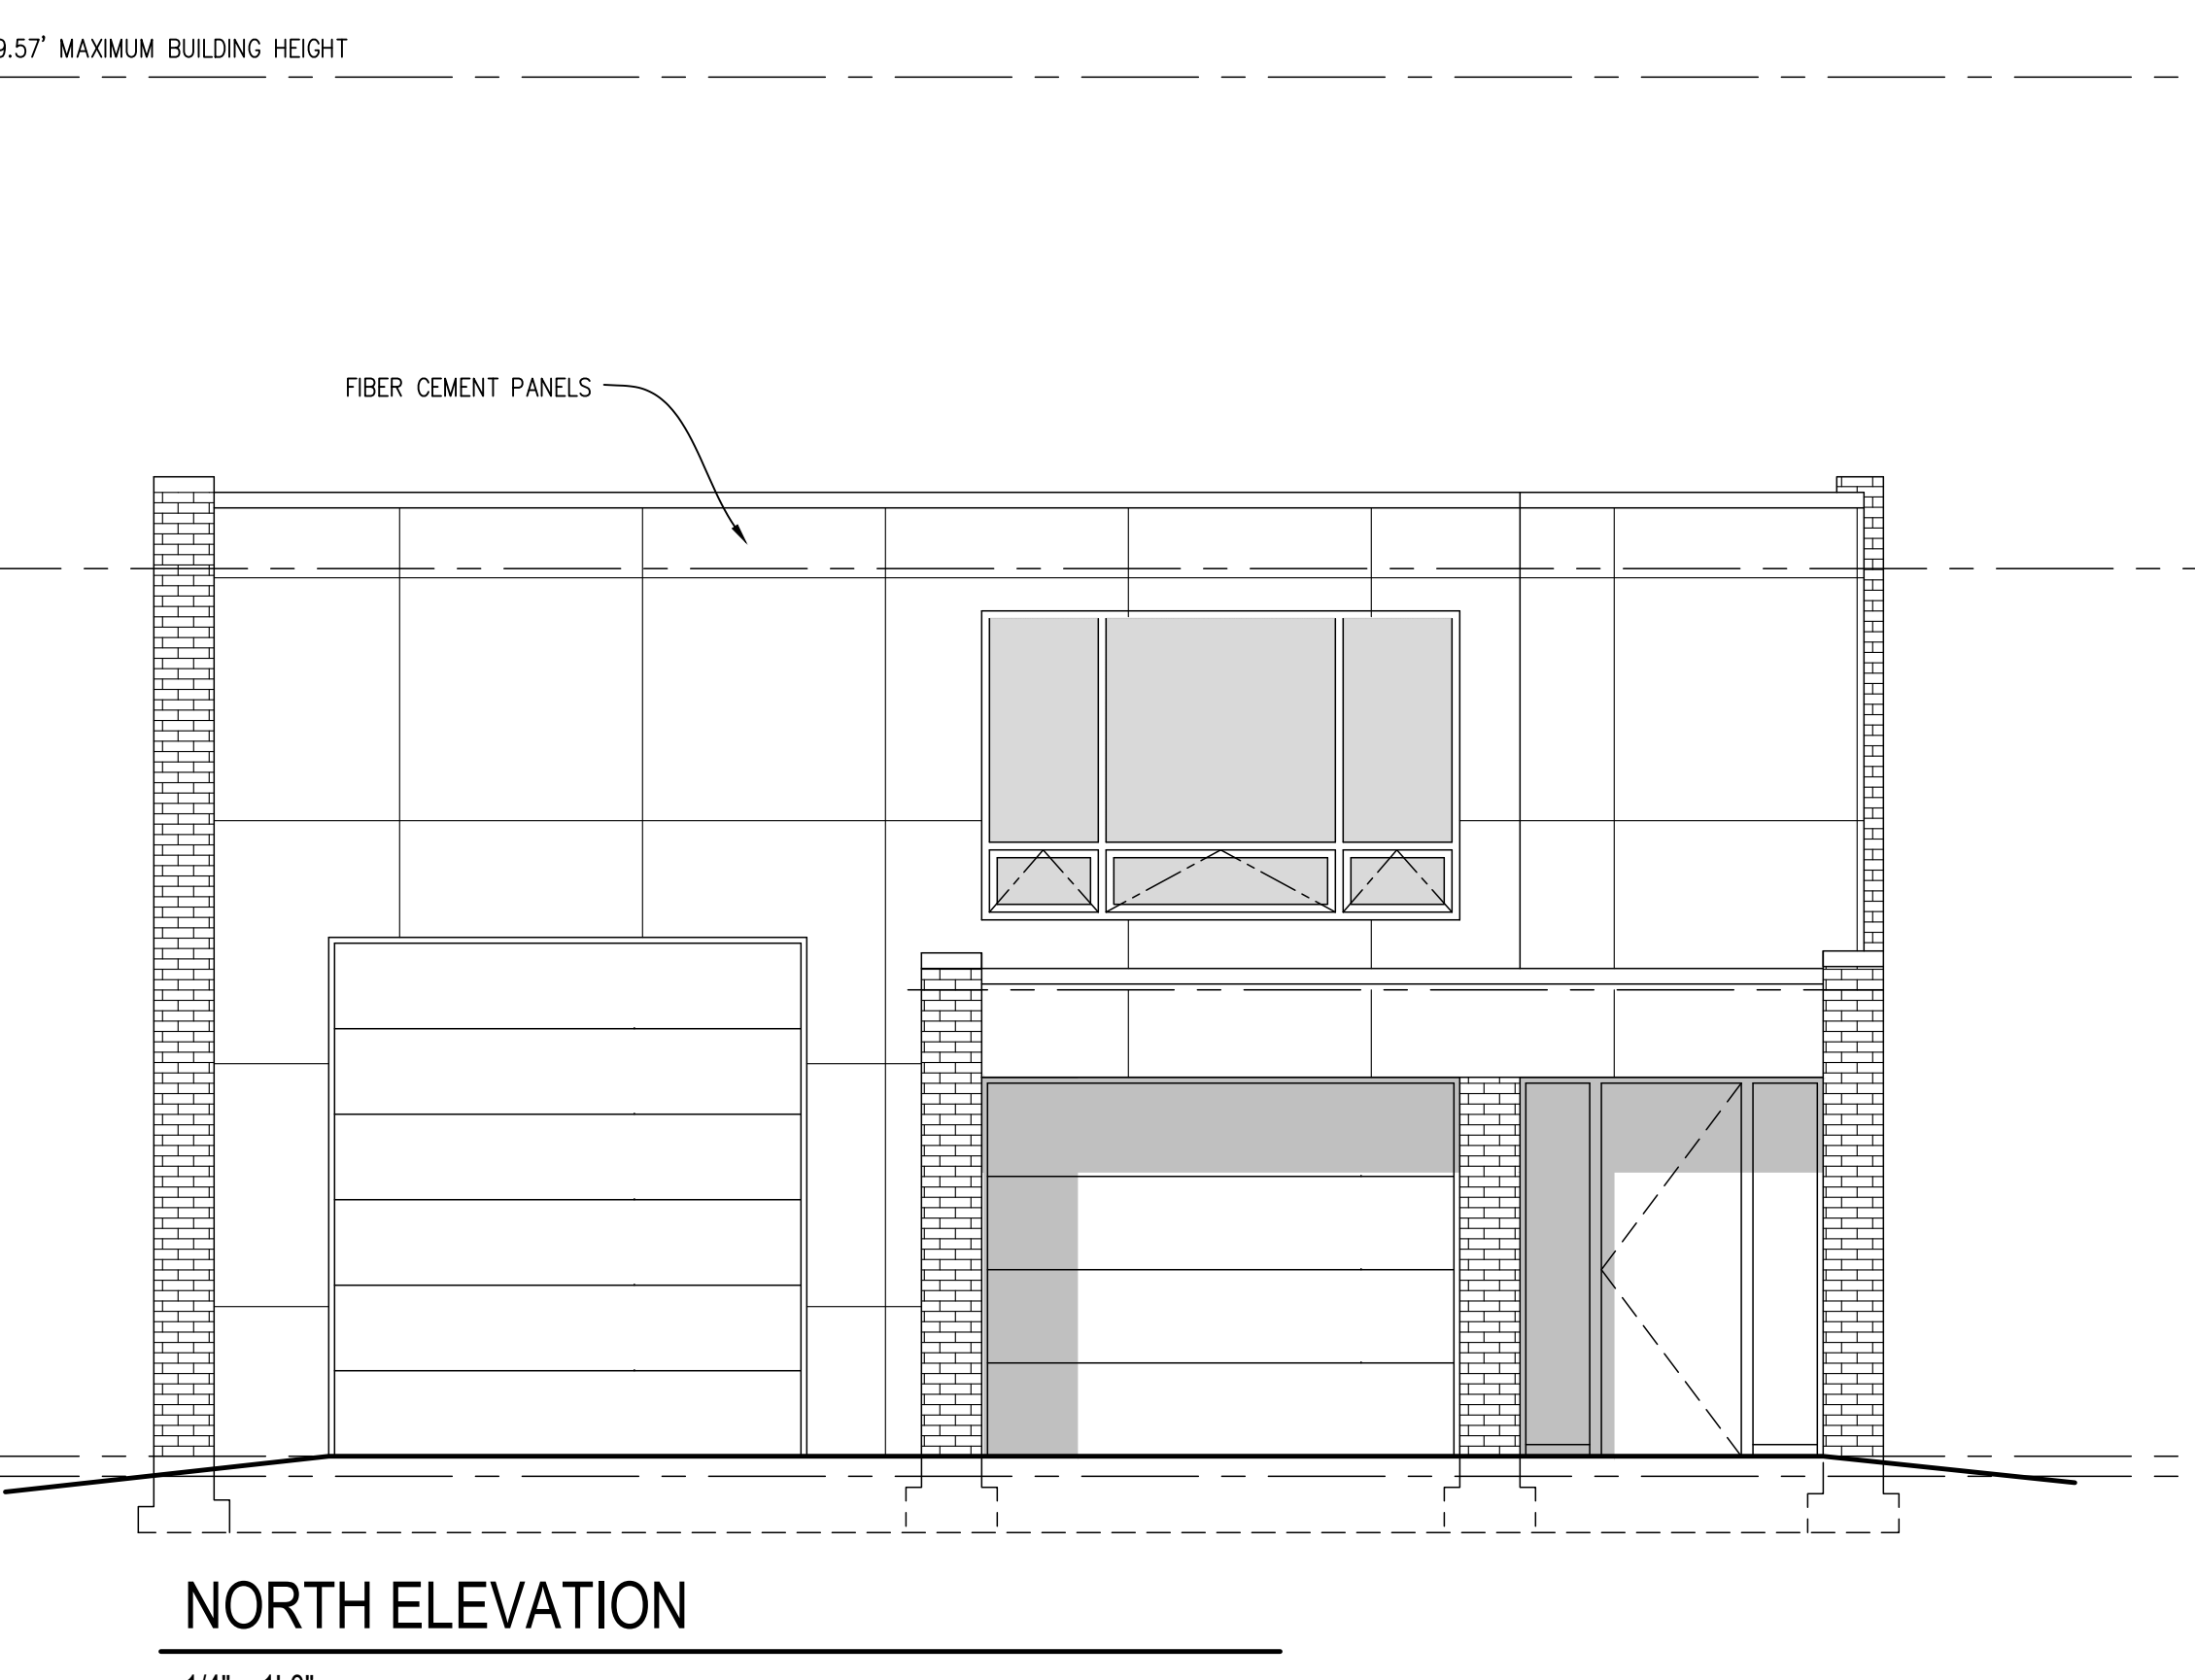 9.57' MAXIMUM BUILDING HEIGHT
FIBER CEMENT PANELS
NORTH ELEVATION